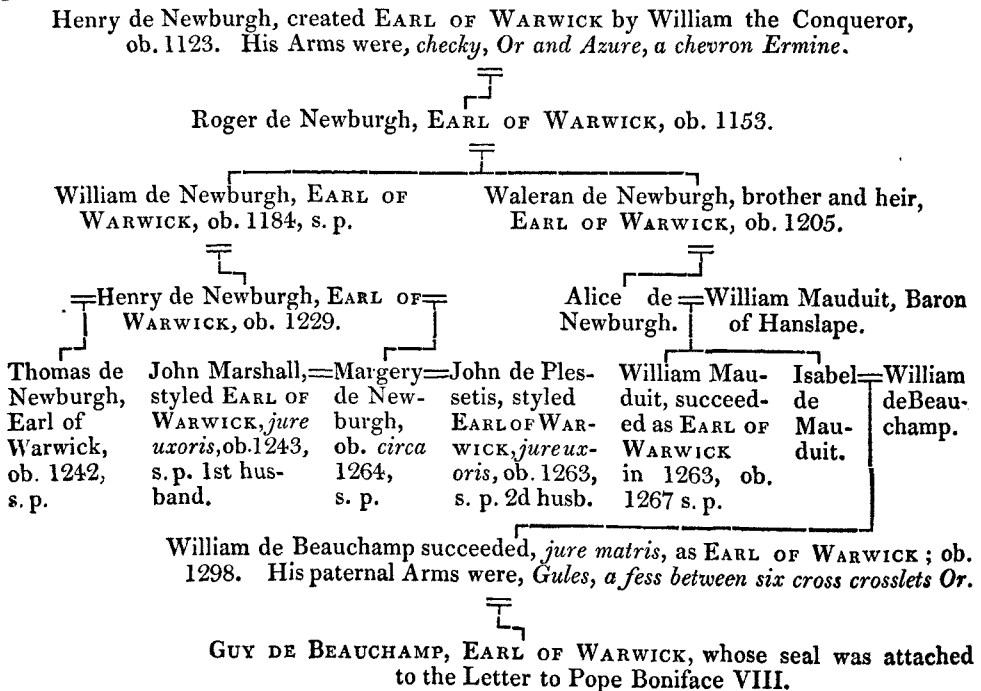 Henry de Newburgh, created EARL OF WARWICK by William the Conqueror,
ob. 1123. His Arms were, checky, Or and Azure, a chevron Ermine.
Roger de Newburgh, EARL OF WARWICK, ob. 1153.
William de Newburgh, EARL OF
WARWICK, ob. 1184, s. p.
Waleran de Newburgh, brother and heir,
EARL OF WARWICK, ob. 1205.
Henry de Newburgh, EARL OF
WARWICK, ob. 1229.
Alice de
Newburgh.
William Mauduit, Baron
of Hanslape.
Thomas de
Newburgh,
Earl of
Warwick,
ob. 1242,
s. p.
John Marshall,
styled EARL OF
WARWICK, jure
uxoris, ob. 1243,
s. p. 1st hus-
band.
Margery
de New-
burgh,
ob. circa
1264,
s. p.
John de Ples-
setis, styled
EARL OF WAR-
WICK, jure ux-
oris, ob. 1263,
s. p. 2d husb.
William Mau-
duit, succeed-
ed as EARL OF
WARWICK
in 1263, ob.
1267 s. p.
Isabel
de
Mau-
duit.
William
de Beau-
champ.
William de Beauchamp succeeded, jure matris, as EARL OF WARWICK; ob.
1298. His paternal Arms were, Gules, a fess between six cross crosslets Or.
GUY DE BEAUCHAMP, EARL OF WARWICK, whose seal was attached
to the Letter to Pope Boniface VIII.